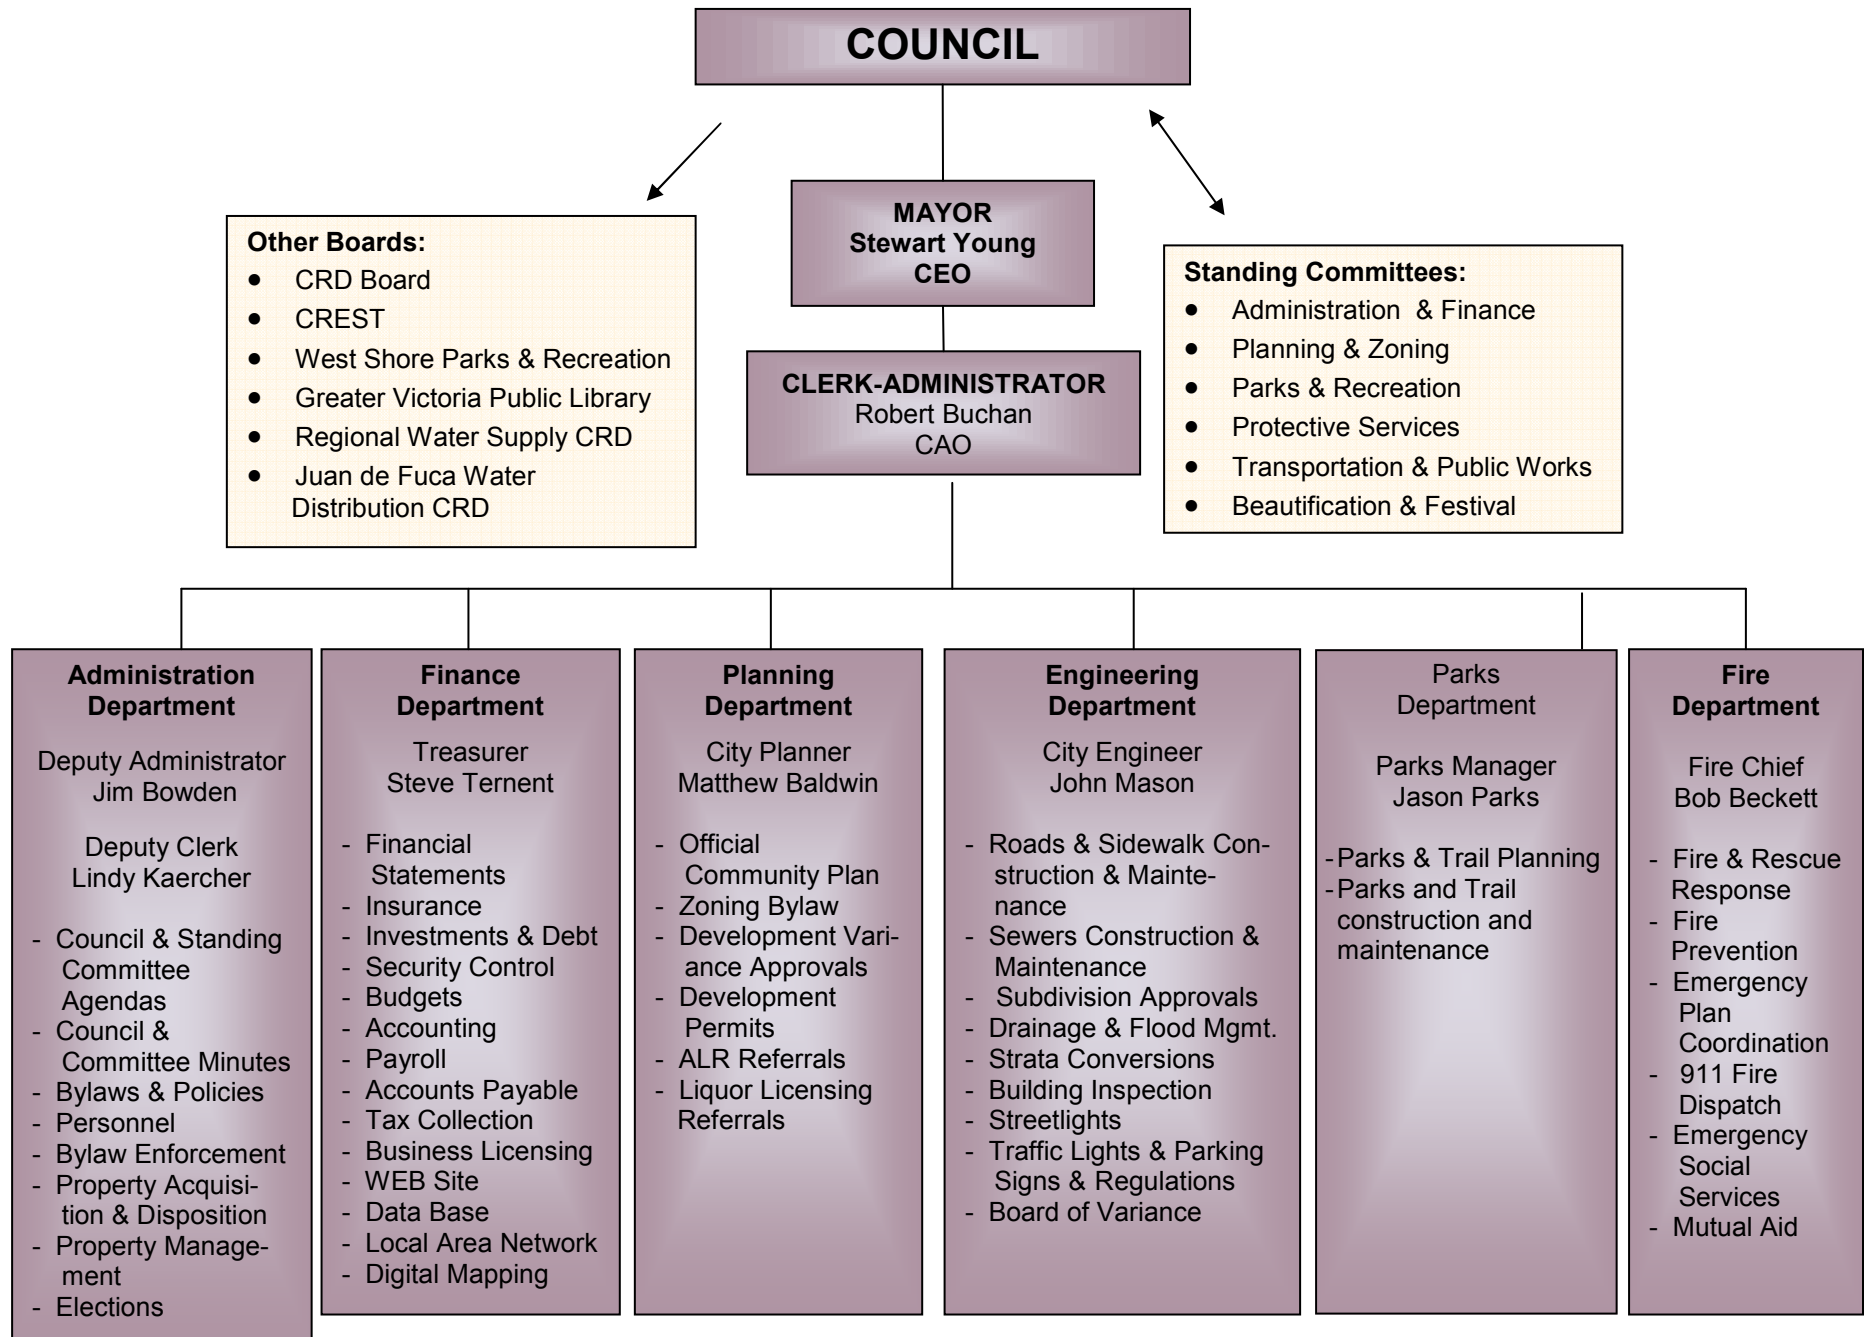 COUNCIL
MAYOR
Stewart Young
CEO
Other Boards:
● CRD Board
● CREST
● West Shore Parks & Recreation
● Greater Victoria Public Library
● Regional Water Supply CRD
● Juan de Fuca Water
Distribution CRD
CLERK-ADMINISTRATOR
Robert Buchan
CAO
Standing Committees:
● Administration & Finance
● Planning & Zoning
● Parks & Recreation
● Protective Services
● Transportation & Public Works
● Beautification & Festival
Administration
Department
Deputy Administrator
Jim Bowden
Deputy Clerk
Lindy Kaercher
- Council & Standing
Committee
Agendas
- Council &
Committee Minutes
- Bylaws & Policies
- Personnel
- Bylaw Enforcement
- Property Acquisi-
tion & Disposition
- Property Manage-
ment
- Elections
Finance
Department
Treasurer
Steve Ternent
- Financial
Statements
- Insurance
- Investments & Debt
- Security Control
- Budgets
- Accounting
- Payroll
- Accounts Payable
- Tax Collection
- Business Licensing
- WEB Site
- Data Base
- Local Area Network
- Digital Mapping
Planning
Department
City Planner
Matthew Baldwin
- Official
Community Plan
- Zoning Bylaw
- Development Vari-
ance Approvals
- Development
Permits
- ALR Referrals
- Liquor Licensing
Referrals
Engineering
Department
City Engineer
John Mason
- Roads & Sidewalk Con-
struction & Mainte-
nance
- Sewers Construction &
Maintenance
- Subdivision Approvals
- Drainage & Flood Mgmt.
- Strata Conversions
- Building Inspection
- Streetlights
- Traffic Lights & Parking
Signs & Regulations
- Board of Variance
Parks
Department
Parks Manager
Jason Parks
- Parks & Trail Planning
- Parks and Trail
construction and
maintenance
Fire
Department
Fire Chief
Bob Beckett
- Fire & Rescue
Response
- Fire
Prevention
- Emergency
Plan
Coordination
- 911 Fire
Dispatch
- Emergency
Social
Services
- Mutual Aid